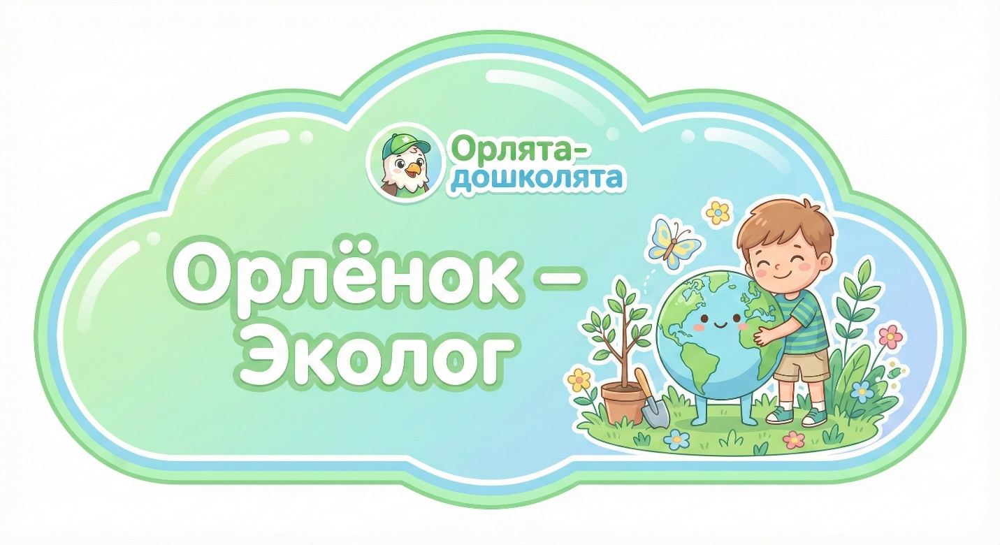 Орлята-
дошколята
Орлёнок –
Эколог